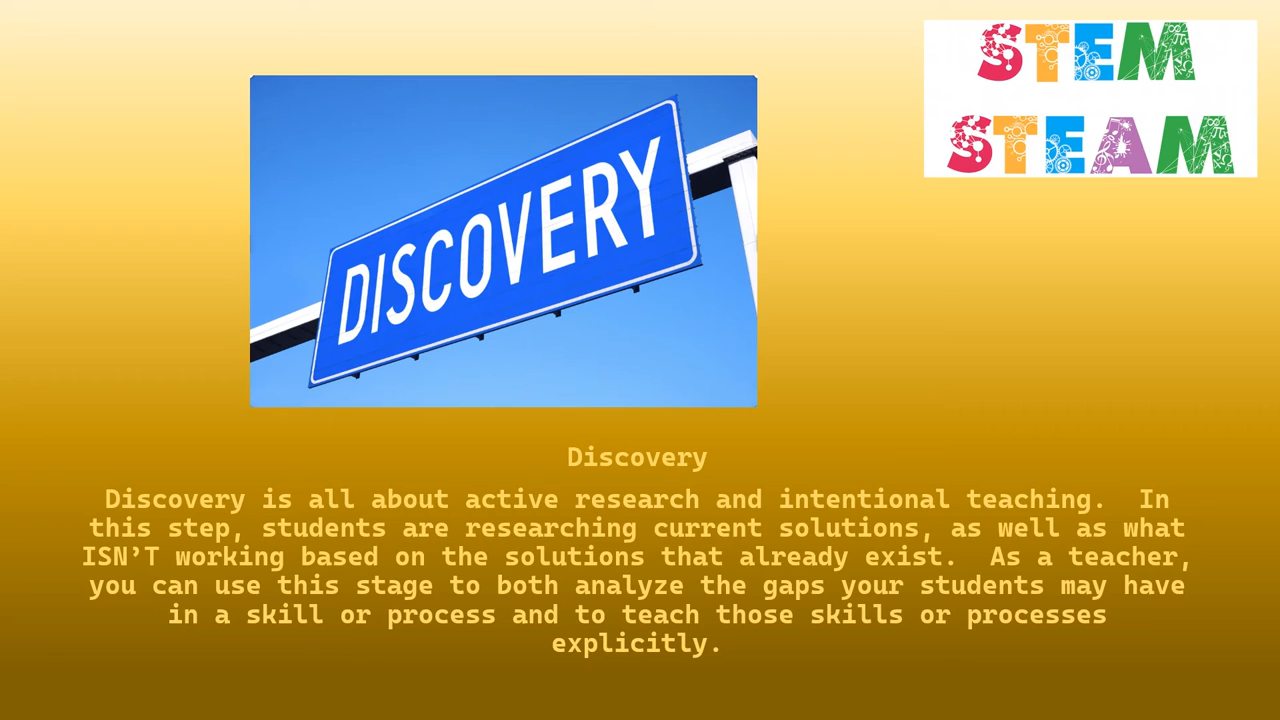 STEM
STEAM
DISCOVERY
Discovery
Discovery is all about active research and intentional teaching.  In
this step, students are researching current solutions, as well as what
ISN’T working based on the solutions that already exist.  As a teacher,
you can use this stage to both analyze the gaps your students may have
in a skill or process and to teach those skills or processes
explicitly.